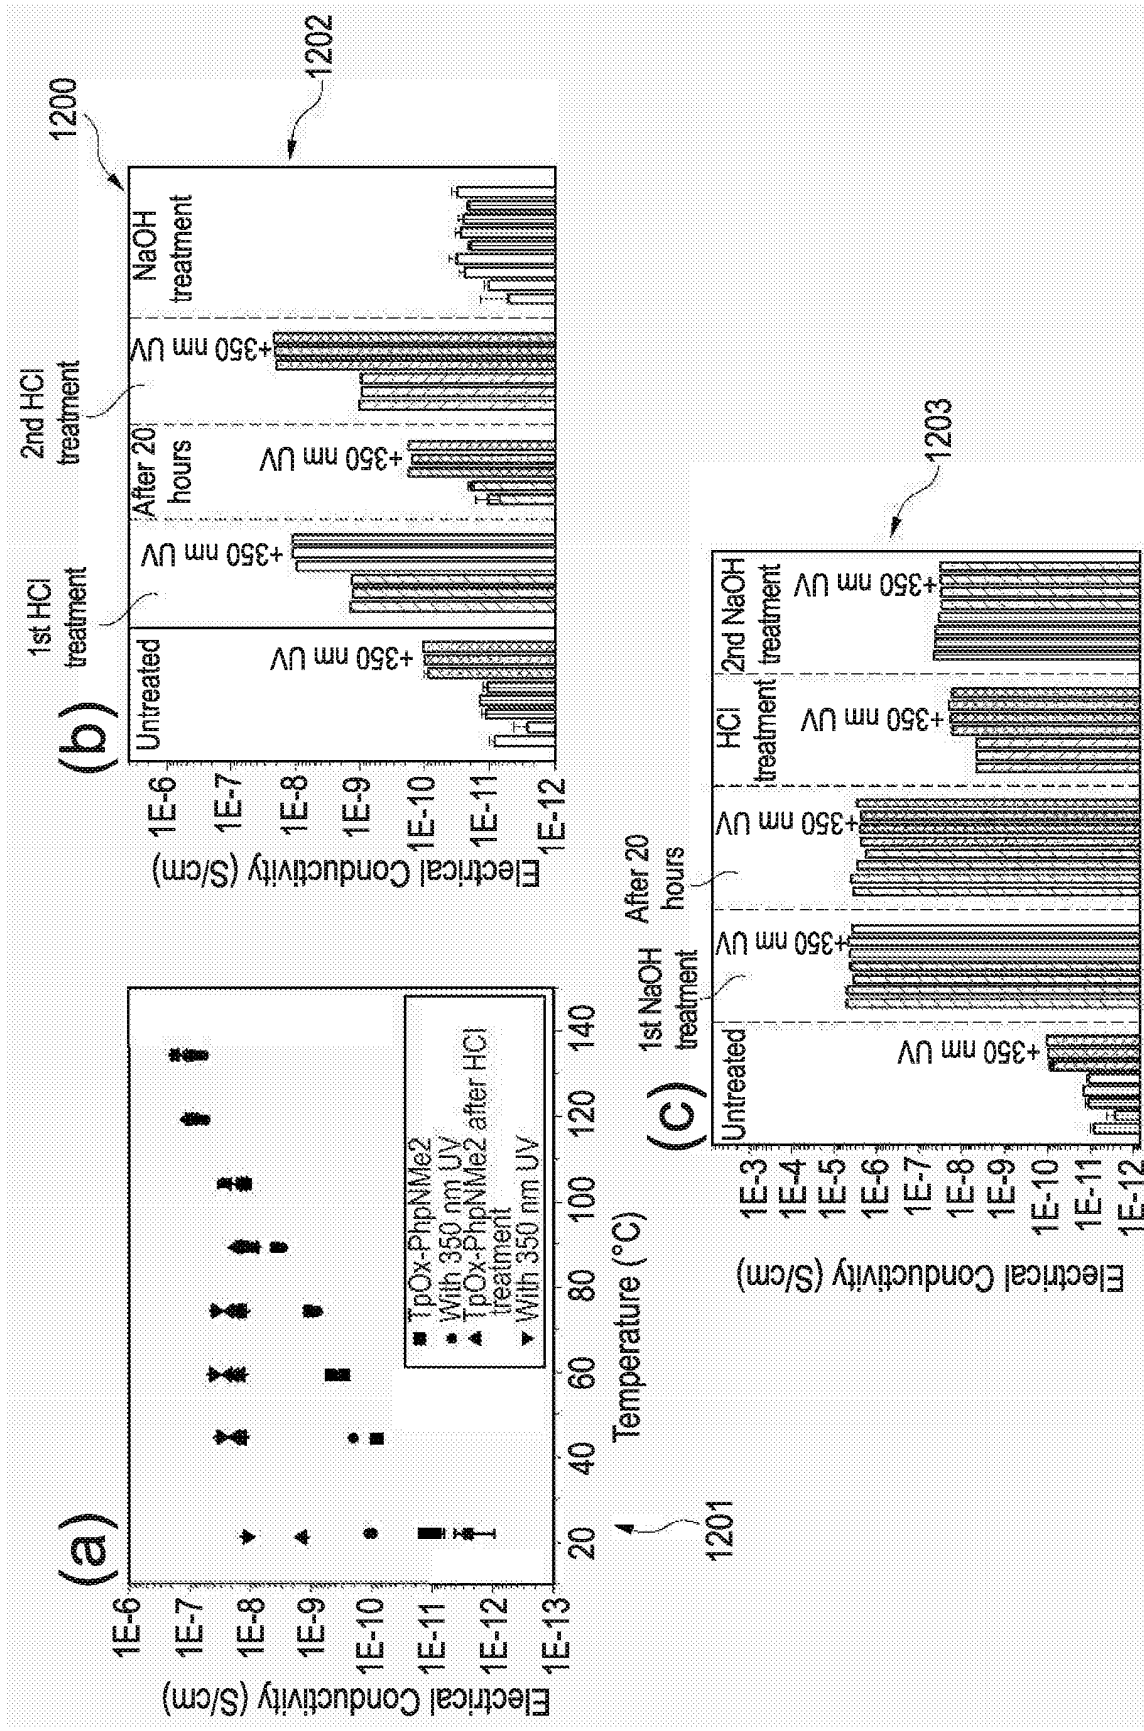 1200
(a)
Electrical Conductivity (S/cm)
1E-6
1E-7
1E-8
1E-9
1E-10
1E-11
1E-12
1E-13
20
40
60
80
100
120
140
Temperature (°C)
TpOx-PhpNMe2
With 350 nm UV
TpOx-PhpNMe2 after HCl
treatment
With 350 nm UV
1201
(b)
Electrical Conductivity (S/cm)
1E-6
1E-7
1E-8
1E-9
1E-10
1E-11
1E-12
Untreated
+350 nm UV
1st HCl
treatment
+350 nm UV
After 20
hours
+350 nm UV
2nd HCl
treatment
+350 nm UV
NaOH
treatment
1202
(c)
Electrical Conductivity (S/cm)
1E-3
1E-4
1E-5
1E-6
1E-7
1E-8
1E-9
1E-10
1E-11
1E-12
Untreated
+350 nm UV
1st NaOH
treatment
+350 nm UV
After 20
hours
+350 nm UV
HCl
treatment
+350 nm UV
2nd NaOH
treatment
+350 nm UV
1203